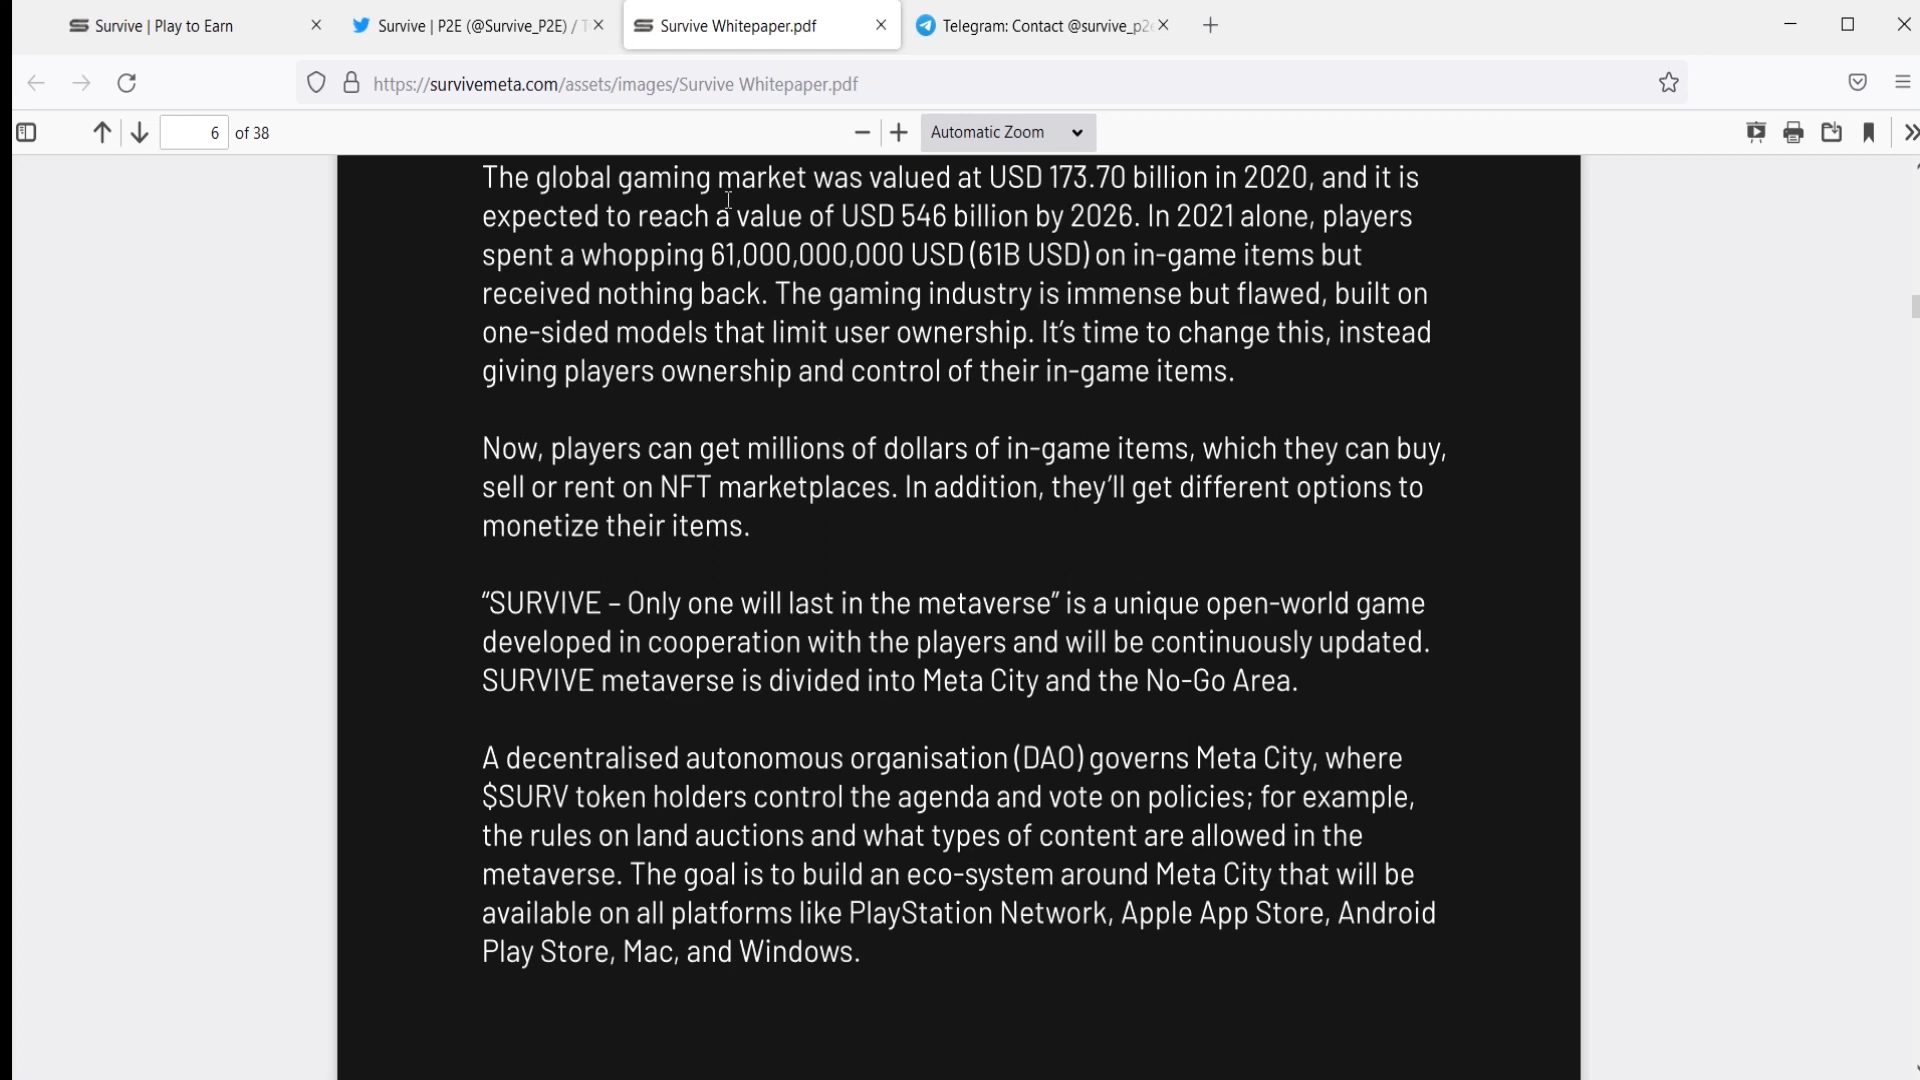 Survive | Play to Earn
Survive | P2E (@Survive_P2E) / T
Survive Whitepaper.pdf
Telegram: Contact @survive_p2e
https://survivemeta.com/assets/images/Survive Whitepaper.pdf
6 of 38
Automatic Zoom
The global gaming market was valued at USD 173.70 billion in 2020, and it is
expected to reach a value of USD 546 billion by 2026. In 2021 alone, players
spent a whopping 61,000,000,000 USD (61B USD) on in-game items but
received nothing back. The gaming industry is immense but flawed, built on
one-sided models that limit user ownership. It’s time to change this, instead
giving players ownership and control of their in-game items.
Now, players can get millions of dollars of in-game items, which they can buy,
sell or rent on NFT marketplaces. In addition, they’ll get different options to
monetize their items.
“SURVIVE – Only one will last in the metaverse” is a unique open-world game
developed in cooperation with the players and will be continuously updated.
SURVIVE metaverse is divided into Meta City and the No-Go Area.
A decentralised autonomous organisation (DAO) governs Meta City, where
$SURV token holders control the agenda and vote on policies; for example,
the rules on land auctions and what types of content are allowed in the
metaverse. The goal is to build an eco-system around Meta City that will be
available on all platforms like PlayStation Network, Apple App Store, Android
Play Store, Mac, and Windows.